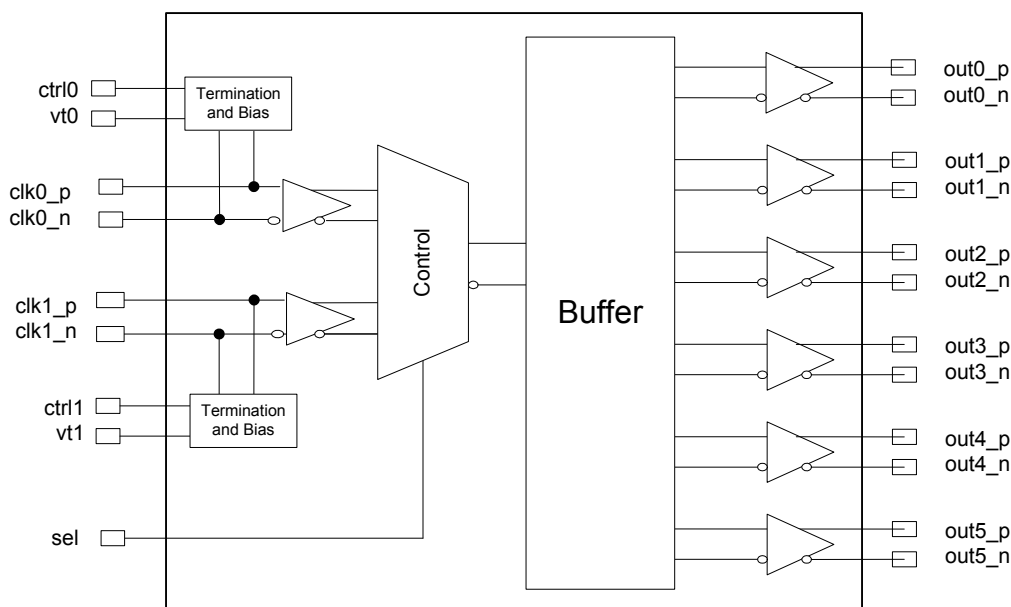 ctrl0
vt0
Termination
and Bias
clk0_p
clk0_n
clk1_p
clk1_n
ctrl1
vt1
Termination
and Bias
sel
Control
Buffer
out0_p
out0_n
out1_p
out1_n
out2_p
out2_n
out3_p
out3_n
out4_p
out4_n
out5_p
out5_n